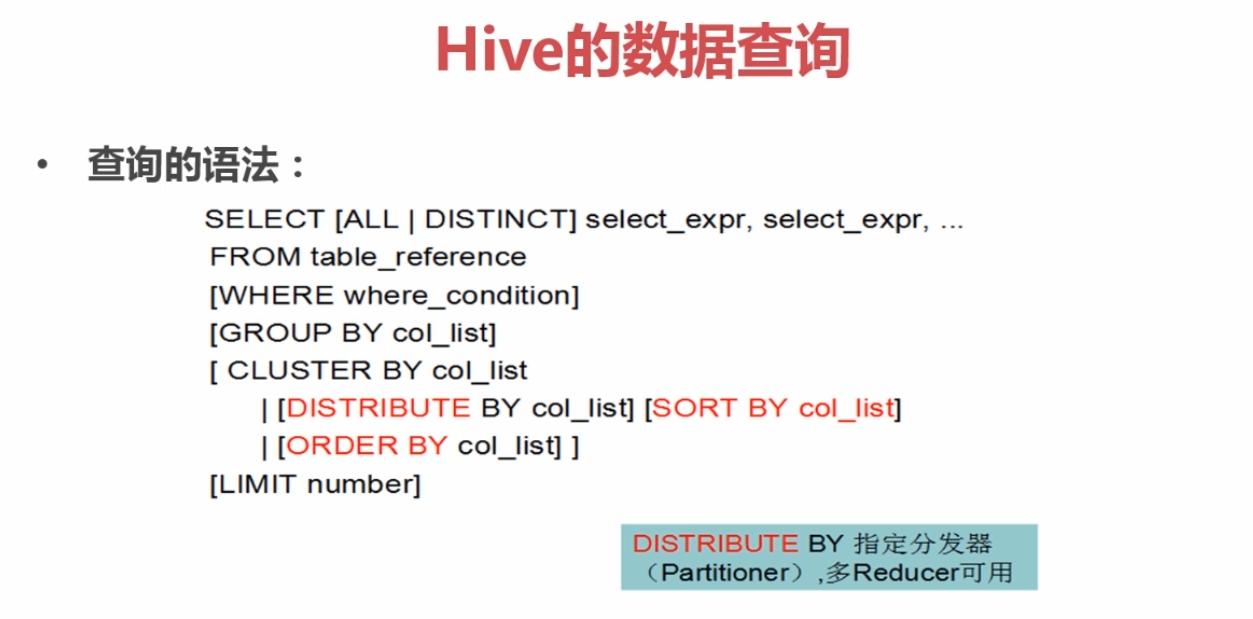 Hive的数据查询
• 查询的语法：
SELECT [ALL | DISTINCT] select_expr, select_expr, ...
FROM table_reference
[WHERE where_condition]
[GROUP BY col_list]
[ CLUSTER BY col_list
| [DISTRIBUTE BY col_list] [SORT BY col_list]
| [ORDER BY col_list] ]
[LIMIT number]
DISTRIBUTE BY 指定分发器
（Partitioner）,多Reducer可用